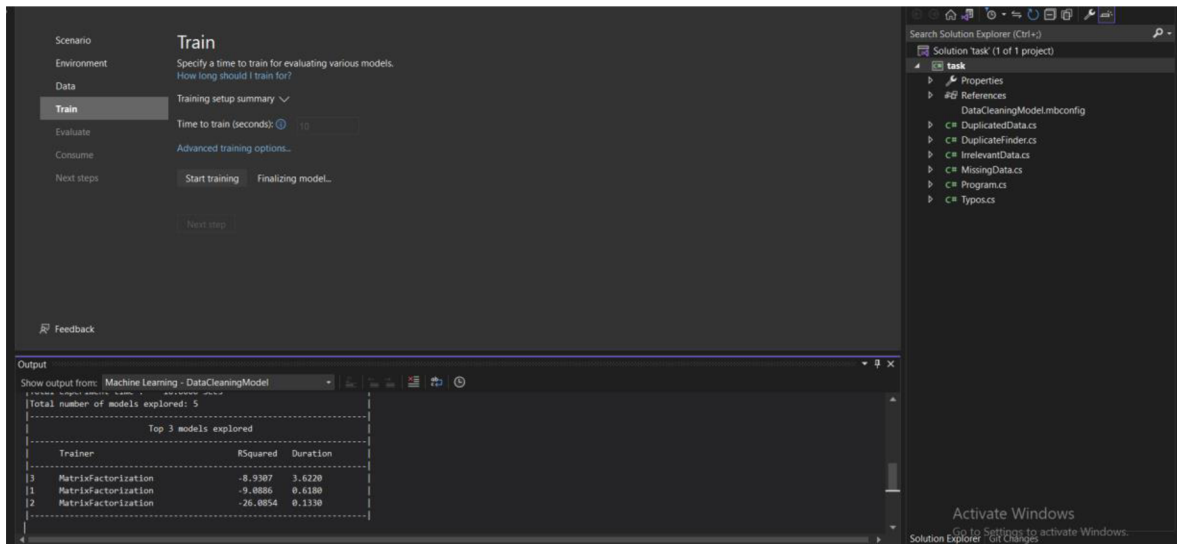 Scenario
Environment
Data
Train
Evaluate
Consume
Next steps
Feedback
Train
Specify a time to train for evaluating various models.
How long should I train for?
Training setup summary
Time to train (seconds): 10
Advanced training options...
Start training Finalizing model...
Next step
Search Solution Explorer (Ctrl+;)
Solution 'task' (1 of 1 project)
C# task
Properties
References
DataCleaningModel.mbconfig
C# DuplicatedData.cs
C# DuplicateFinder.cs
C# IrrelevantData.cs
C# MissingData.cs
C# Program.cs
C# Typos.cs
Output
Show output from: Machine Learning - DataCleaningModel
|Total number of models explored: 5 |
|----------------------------------------------------------------|
| Top 3 models explored |
|----------------------------------------------------------------|
| Trainer RSquared Duration |
|----------------------------------------------------------------|
|3 MatrixFactorization -8.9307 3.6220 |
|1 MatrixFactorization -9.0886 0.6180 |
|2 MatrixFactorization -26.0854 0.1330 |
|----------------------------------------------------------------|
Activate Windows
Go to Settings to activate Windows.
Solution Explorer Git Changes